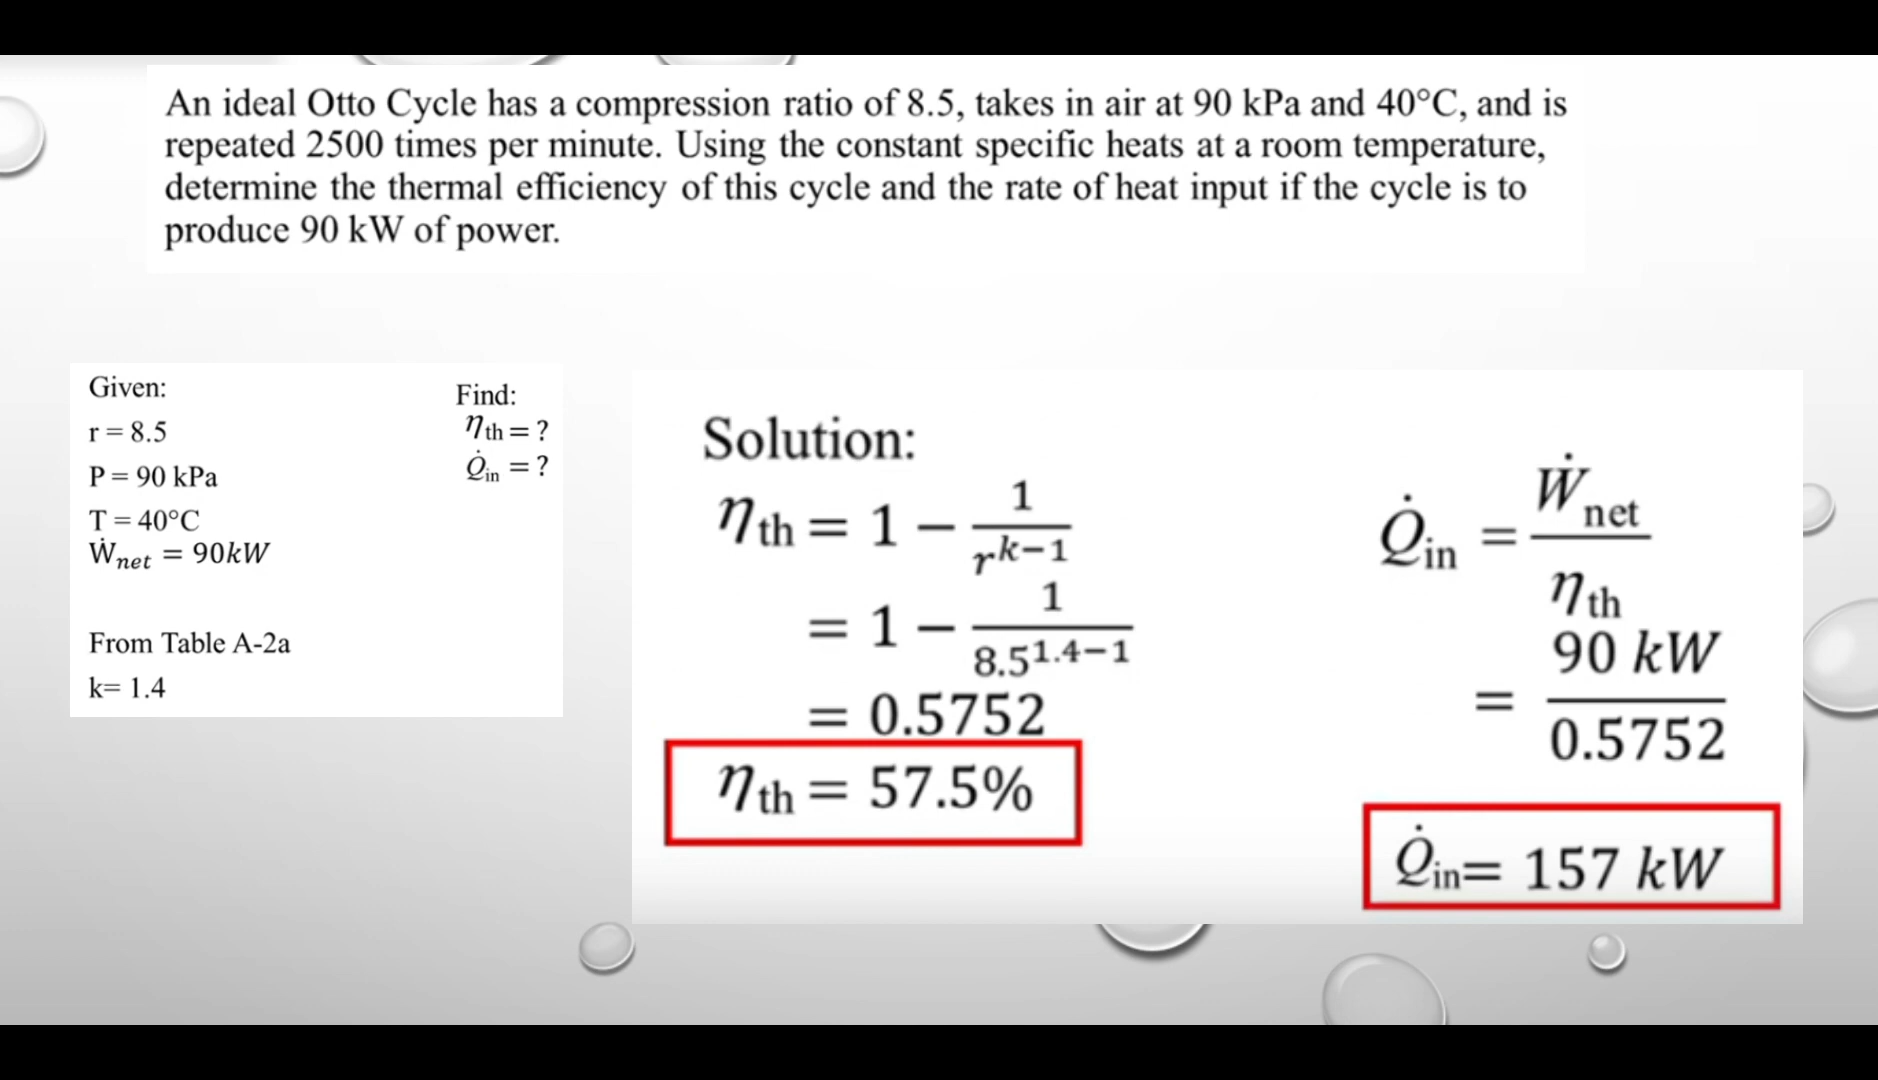 An ideal Otto Cycle has a compression ratio of 8.5, takes in air at 90 kPa and 40°C, and is
repeated 2500 times per minute. Using the constant specific heats at a room temperature,
determine the thermal efficiency of this cycle and the rate of heat input if the cycle is to
produce 90 kW of power.
Given:
r = 8.5
P = 90 kPa
T = 40°C
Ẇnet = 90kW
From Table A-2a
k= 1.4
Find:
ηth = ?
Q̇in = ?
Solution:
ηth = 1 − 1/r^(k−1)
= 1 − 1/8.5^(1.4−1)
= 0.5752
ηth = 57.5%
Q̇in = Ẇnet/ηth
= 90 kW/0.5752
Q̇in= 157 kW